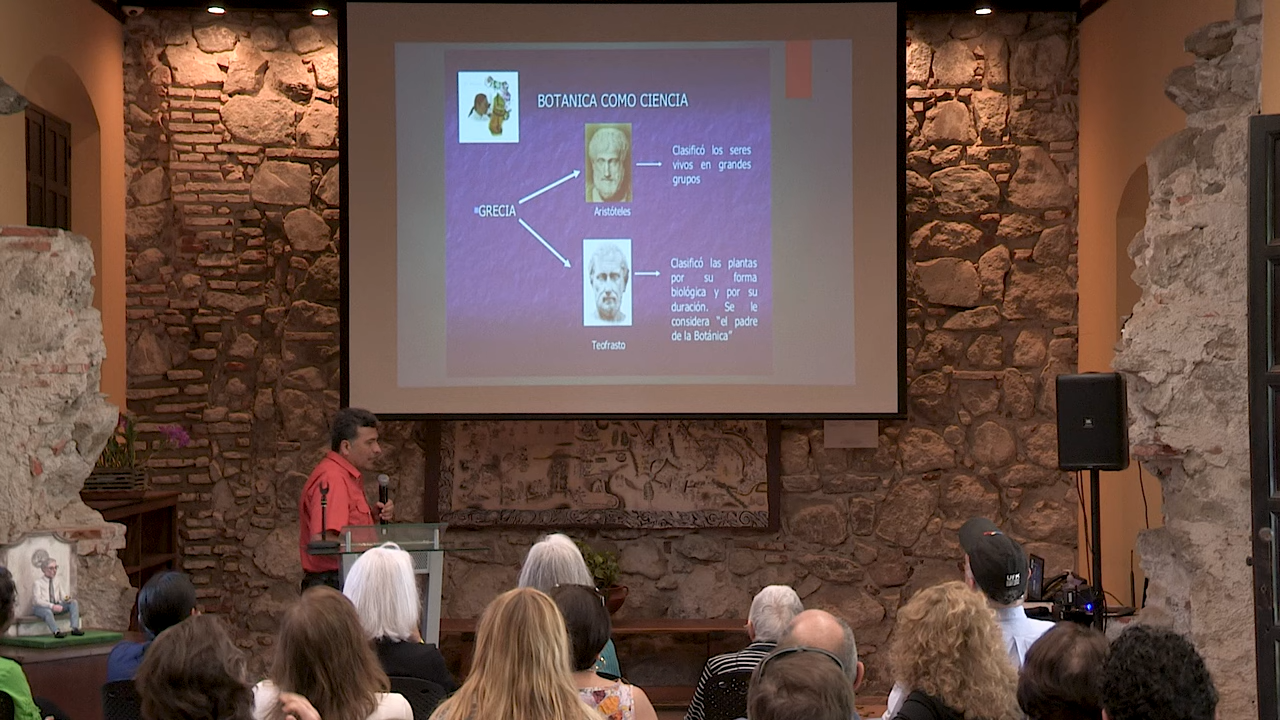 BOTANICA COMO CIENCIA
Clasificó los seres
vivos en grandes
grupos
GRECIA
Aristóteles
Clasificó las plantas
por su forma
biológica y por su
duración. Se le
considera "el padre
de la Botánica"
Teofrasto
UFM